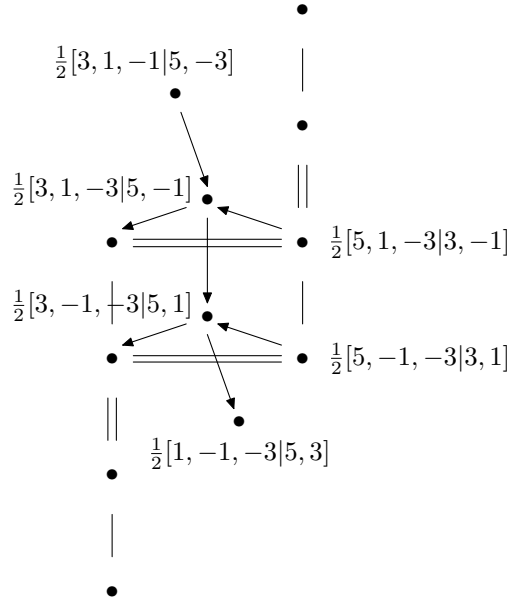 ½[3, 1, −1|5, −3]
½[3, 1, −3|5, −1]
½[5, 1, −3|3, −1]
½[3, −1, −3|5, 1]
½[5, −1, −3|3, 1]
½[1, −1, −3|5, 3]